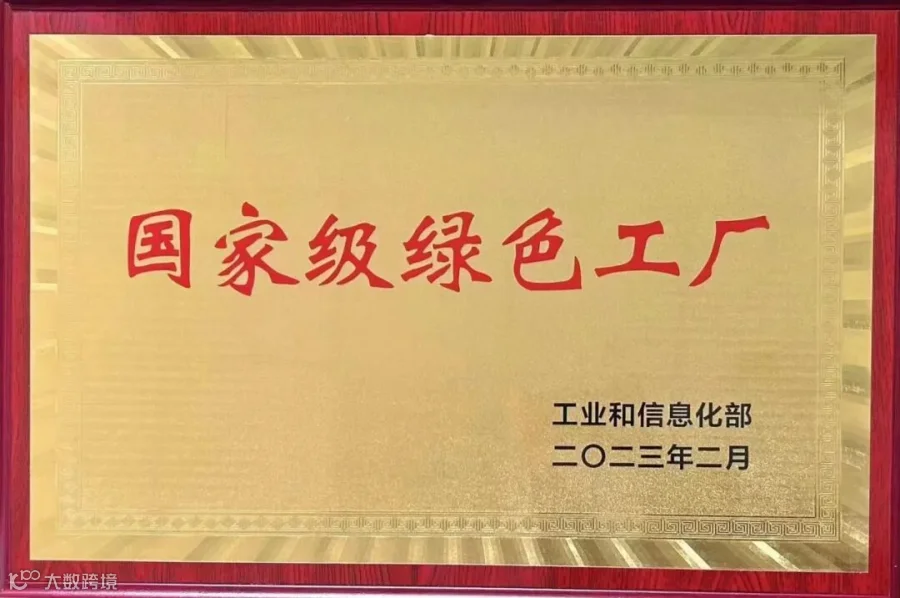 国家级绿色工厂
工业和信息化部
二〇二三年二月
大数跨境